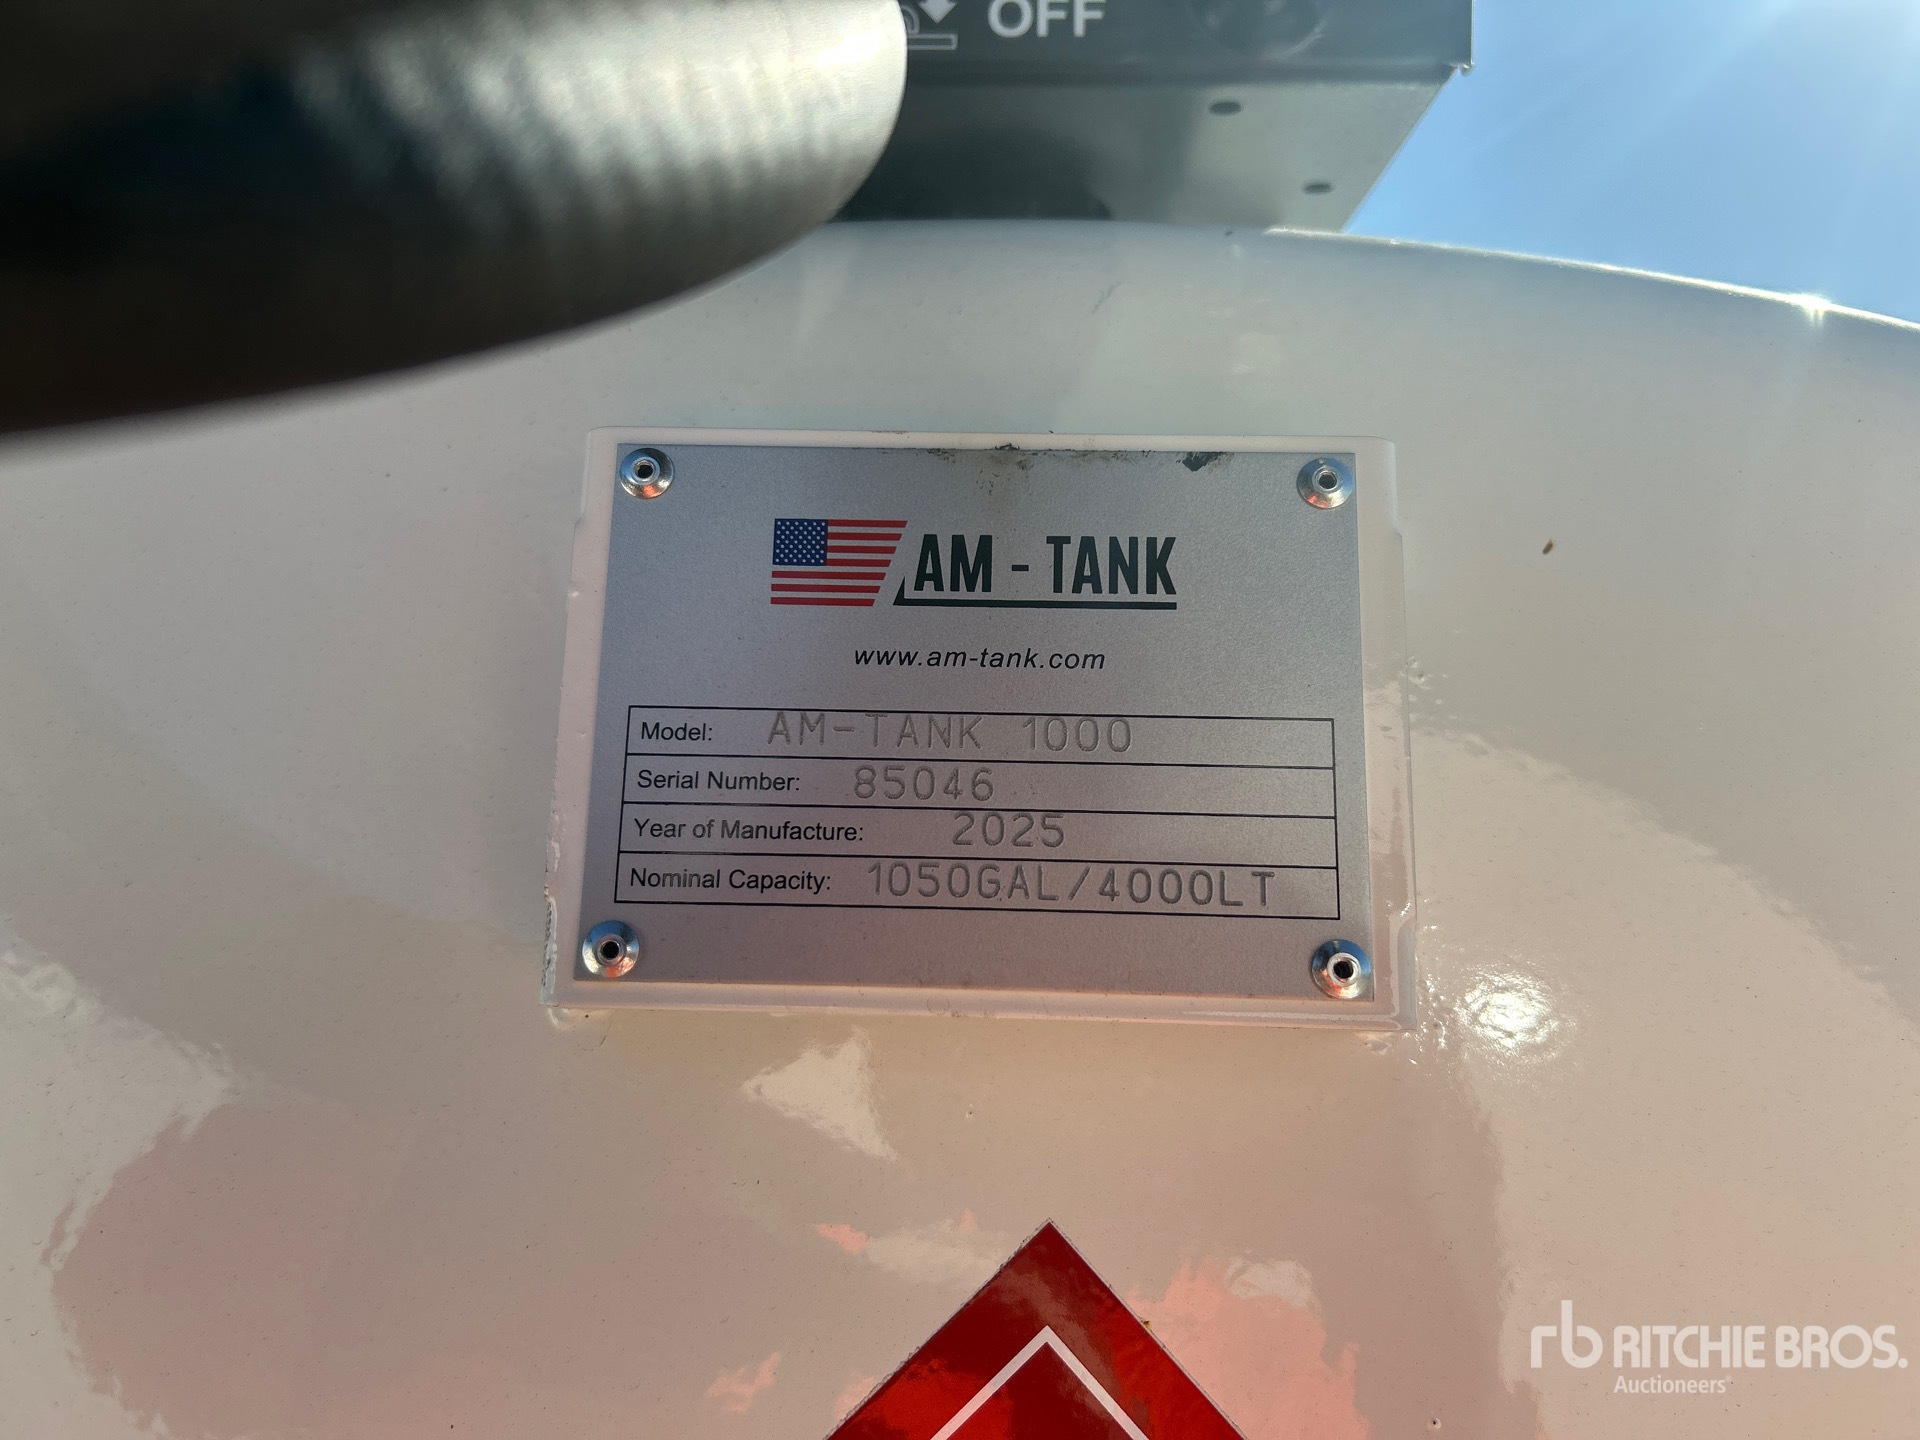 OFF
AM - TANK
www.am-tank.com
Model: AM-TANK 1000
Serial Number: 85046
Year of Manufacture: 2025
Nominal Capacity: 1050GAL/4000LT
rb RITCHIE BROS.
Auctioneers